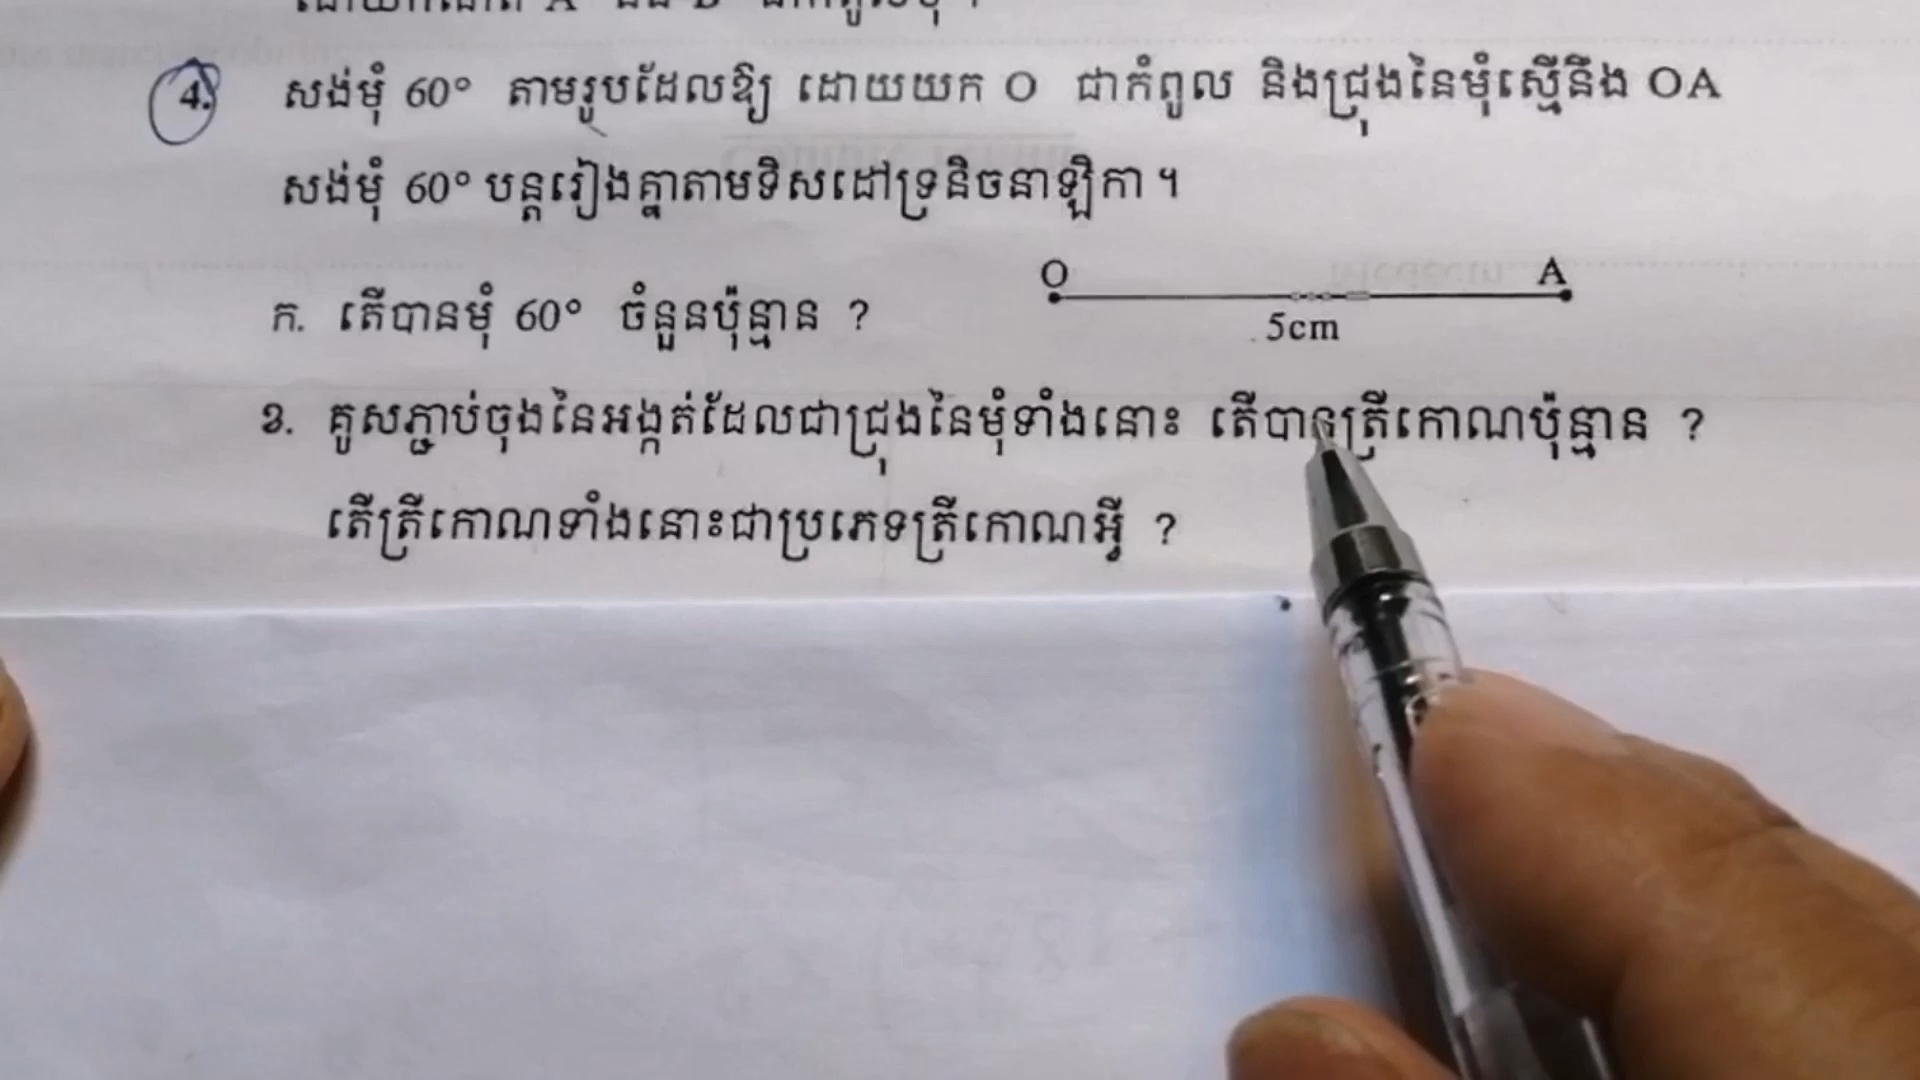 4. សង់មុំ 60° តាមរូបដែលឱ្យ ដោយយក O ជាកំពូល និងជ្រុងនៃមុំស្មើនឹង OA
សង់មុំ 60° បន្តរៀងគ្នាតាមទិសដៅទ្រនិចនាឡិកា ។
O A
ក. តើបានមុំ 60° ចំនួនប៉ុន្មាន ?
5cm
ខ. គូសភ្ជាប់ចុងនៃអង្កត់ដែលជាជ្រុងនៃមុំទាំងនោះ តើបានត្រីកោណប៉ុន្មាន ?
តើត្រីកោណទាំងនោះជាប្រភេទត្រីកោណអ្វី ?